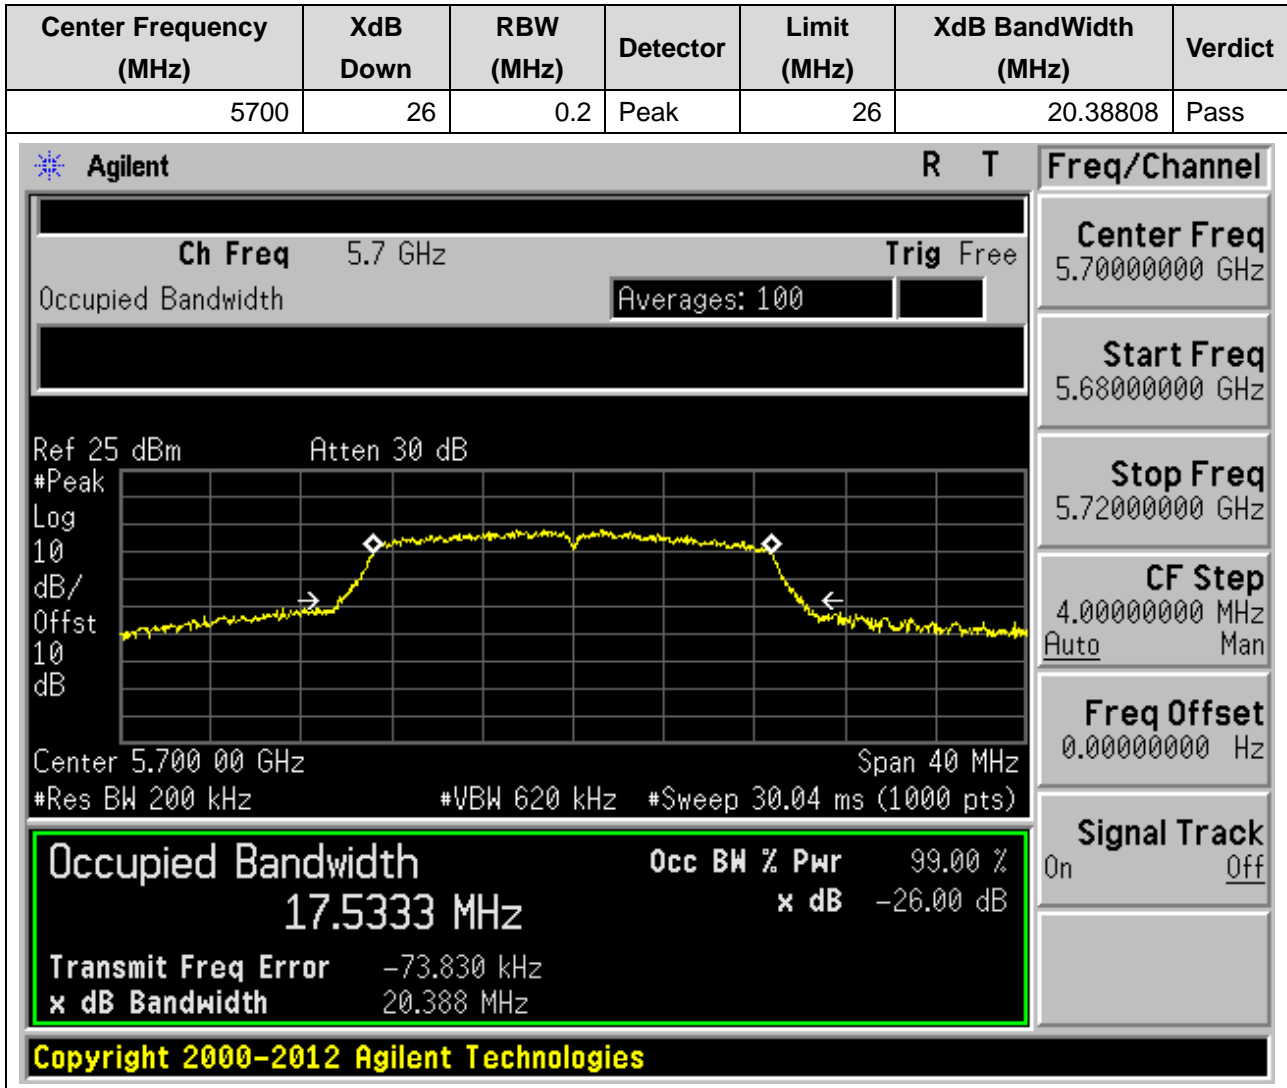 Center Frequency (MHz) XdB Down RBW (MHz) Detector Limit (MHz) XdB BandWidth (MHz) Verdict
5700 26 0.2 Peak 26 20.38808 Pass
Agilent R T
Ch Freq 5.7 GHz Trig Free
Occupied Bandwidth Averages: 100
Ref 25 dBm Atten 30 dB
#Peak
Log
10
dB/
Offst
10
dB
Center 5.700 00 GHz Span 40 MHz
#Res BW 200 kHz #VBW 620 kHz #Sweep 30.04 ms (1000 pts)
Occupied Bandwidth Occ BW % Pwr 99.00 %
17.5333 MHz x dB -26.00 dB
Transmit Freq Error -73.830 kHz
x dB Bandwidth 20.388 MHz
Copyright 2000-2012 Agilent Technologies
Freq/Channel
Center Freq
5.70000000 GHz
Start Freq
5.68000000 GHz
Stop Freq
5.72000000 GHz
CF Step
4.00000000 MHz
Auto Man
Freq Offset
0.00000000 Hz
Signal Track
On Off